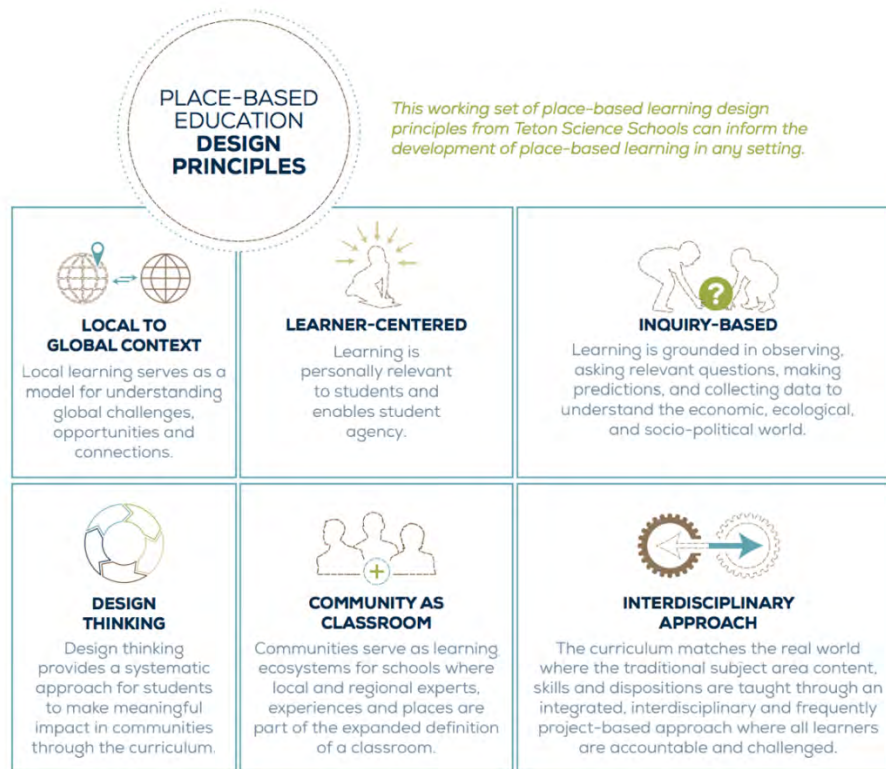 PLACE-BASED
EDUCATION
DESIGN
PRINCIPLES
This working set of place-based learning design
principles from Teton Science Schools can inform the
development of place-based learning in any setting.
LOCAL TO
GLOBAL CONTEXT
Local learning serves as a
model for understanding
global challenges,
opportunities and
connections.
LEARNER-CENTERED
Learning is
personally relevant
to students and
enables student
agency.
?
INQUIRY-BASED
Learning is grounded in observing,
asking relevant questions, making
predictions, and collecting data to
understand the economic, ecological,
and socio-political world.
DESIGN
THINKING
Design thinking
provides a systematic
approach for students
to make meaningful
impact in communities
through the curriculum.
+
COMMUNITY AS
CLASSROOM
Communities serve as learning
ecosystems for schools where
local and regional experts,
experiences and places are
part of the expanded definition
of a classroom.
INTERDISCIPLINARY
APPROACH
The curriculum matches the real world
where the traditional subject area content,
skills and dispositions are taught through an
integrated, interdisciplinary and frequently
project-based approach where all learners
are accountable and challenged.